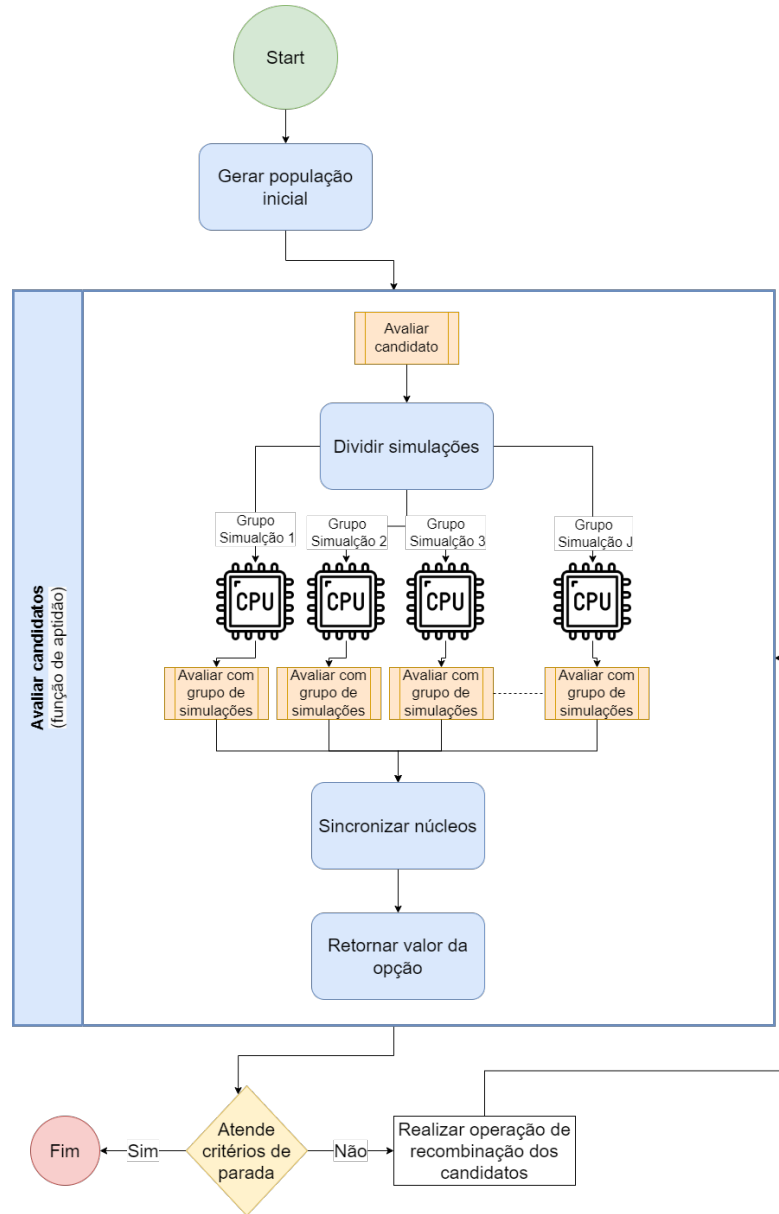 Start
Gerar população
inicial
Avaliar candidatos
(função de aptidão)
Avaliar
candidato
Dividir simulações
Grupo
Simualção 1
Grupo
Simualção 2
Grupo
Simualção 3
Grupo
Simualção J
CPU
CPU
CPU
CPU
Avaliar com
grupo de
simulações
Avaliar com
grupo de
simulações
Avaliar com
grupo de
simulações
Avaliar com
grupo de
simulações
Sincronizar núcleos
Retornar valor da
opção
Atende
critérios de
parada
Sim
Fim
Não
Realizar operação de
recombinação dos
candidatos